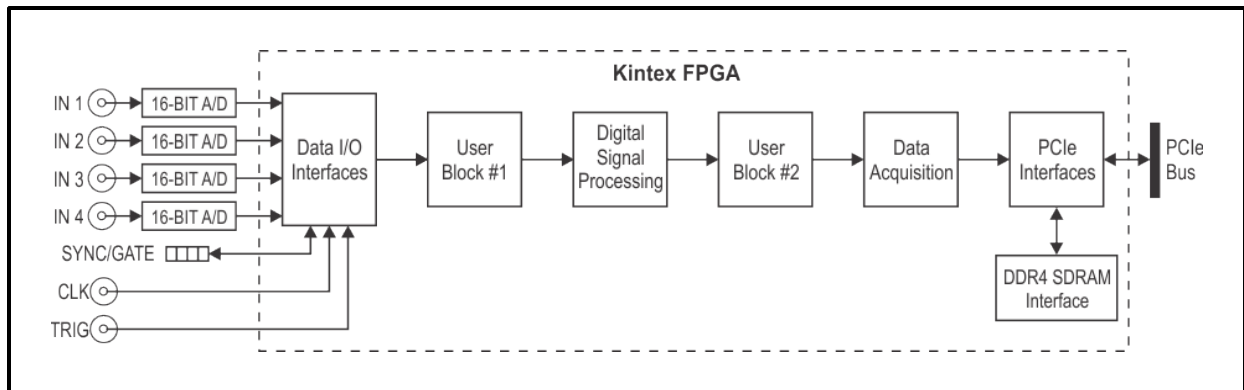 Kintex FPGA
IN 1
16-BIT A/D
IN 2
16-BIT A/D
IN 3
16-BIT A/D
IN 4
16-BIT A/D
SYNC/GATE
CLK
TRIG
Data I/O
Interfaces
User
Block #1
Digital
Signal
Processing
User
Block #2
Data
Acquisition
PCIe
Interfaces
PCIe
Bus
DDR4 SDRAM
Interface